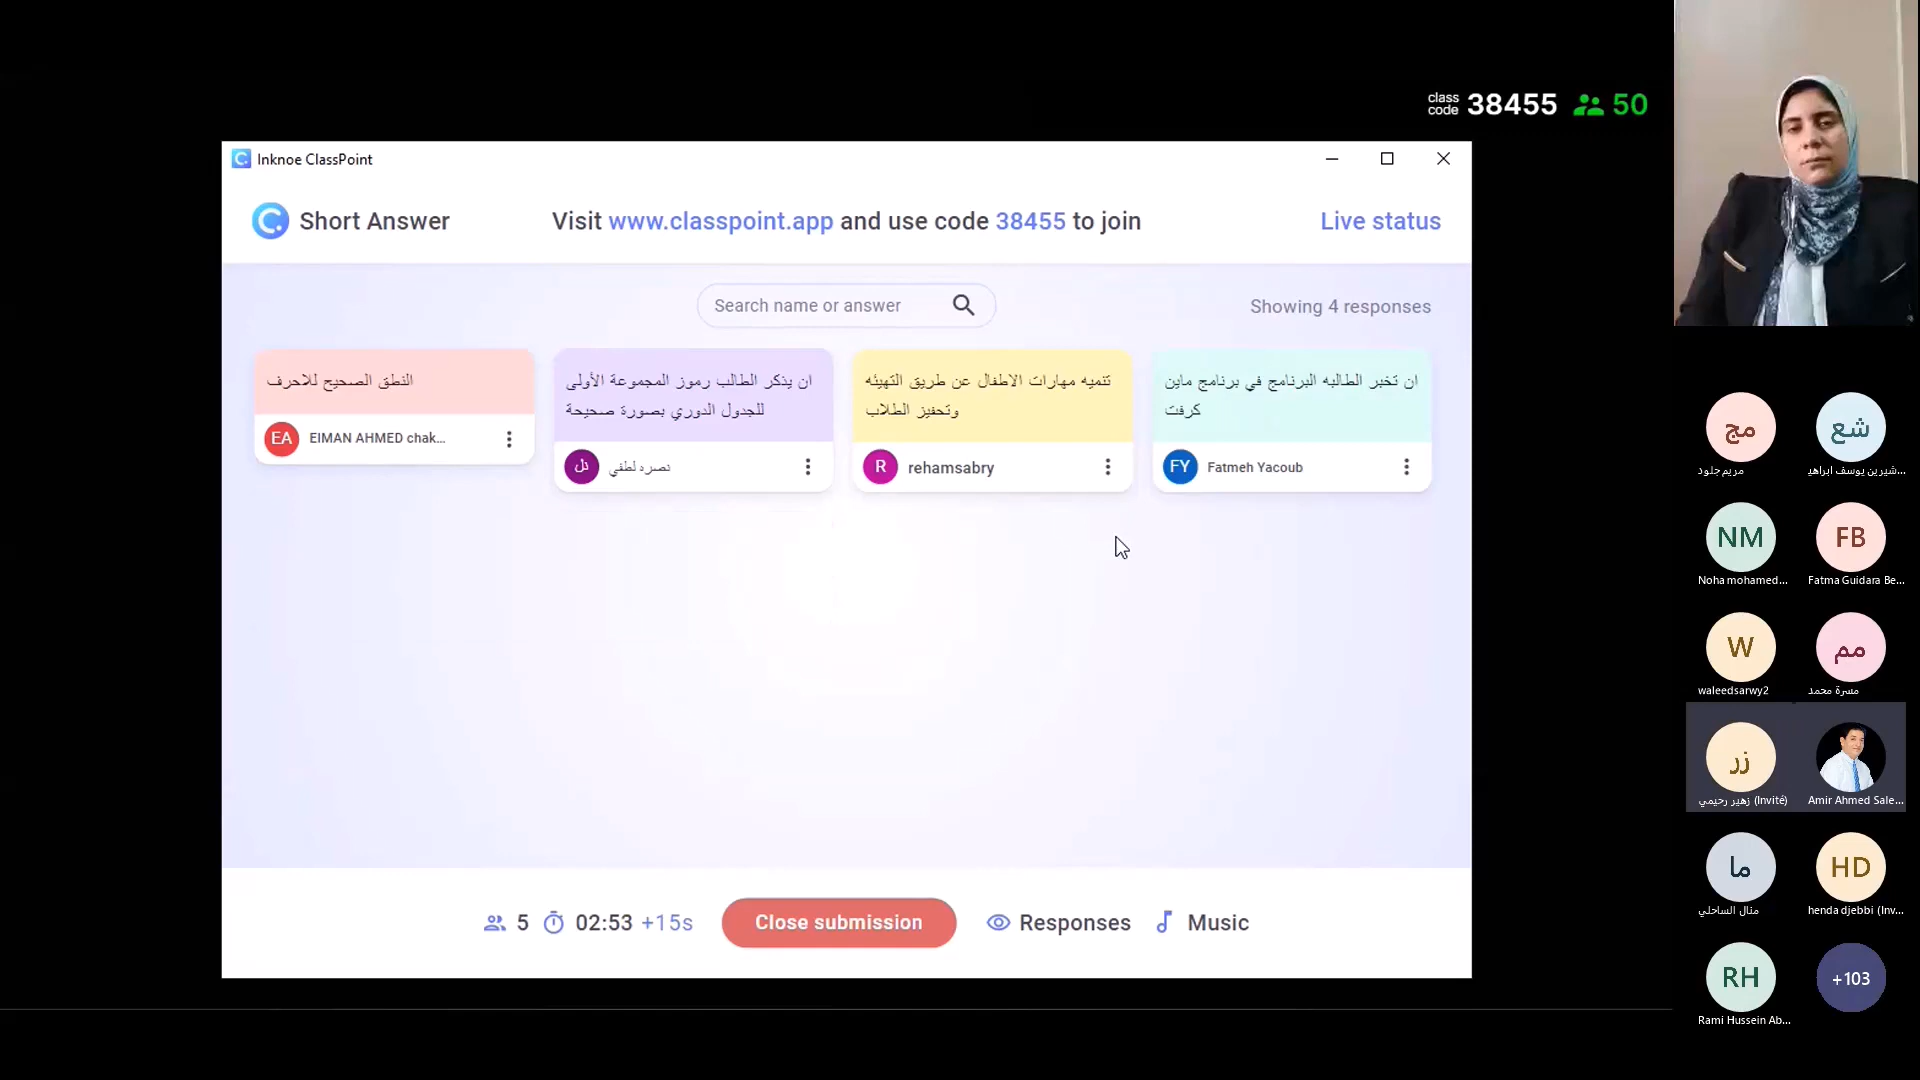 class code 38455 50
Inknoe ClassPoint
Short Answer
Visit www.classpoint.app and use code 38455 to join
Live status
Search name or answer
Showing 4 responses
النطق الصحيح للاحرف
EA EIMAN AHMED chak...
ان يذكر الطالب رموز المجموعة الأولى
للجدول الدوري بصورة صحيحة
نل نصره لطفي
تنميه مهارات الاطفال عن طريق التهيئه
وتحفيز الطلاب
R rehamsabry
ان تخبر الطالبه البرنامج في برنامج ماين
كرفت
FY Fatmeh Yacoub
5 02:53 +15s
Close submission
Responses
Music
مج
مريم جلود
شع
شيرين يوسف ابراهي...
NM
Noha mohamed...
FB
Fatma Guidara Be...
W
waleedsarwy2
مم
مسرة محمد
زر
زهير رحيمي (Invité)
Amir Ahmed Sale...
ما
منال الساحلي
HD
henda djebbi (Inv...
RH
Rami Hussein Ab...
+103